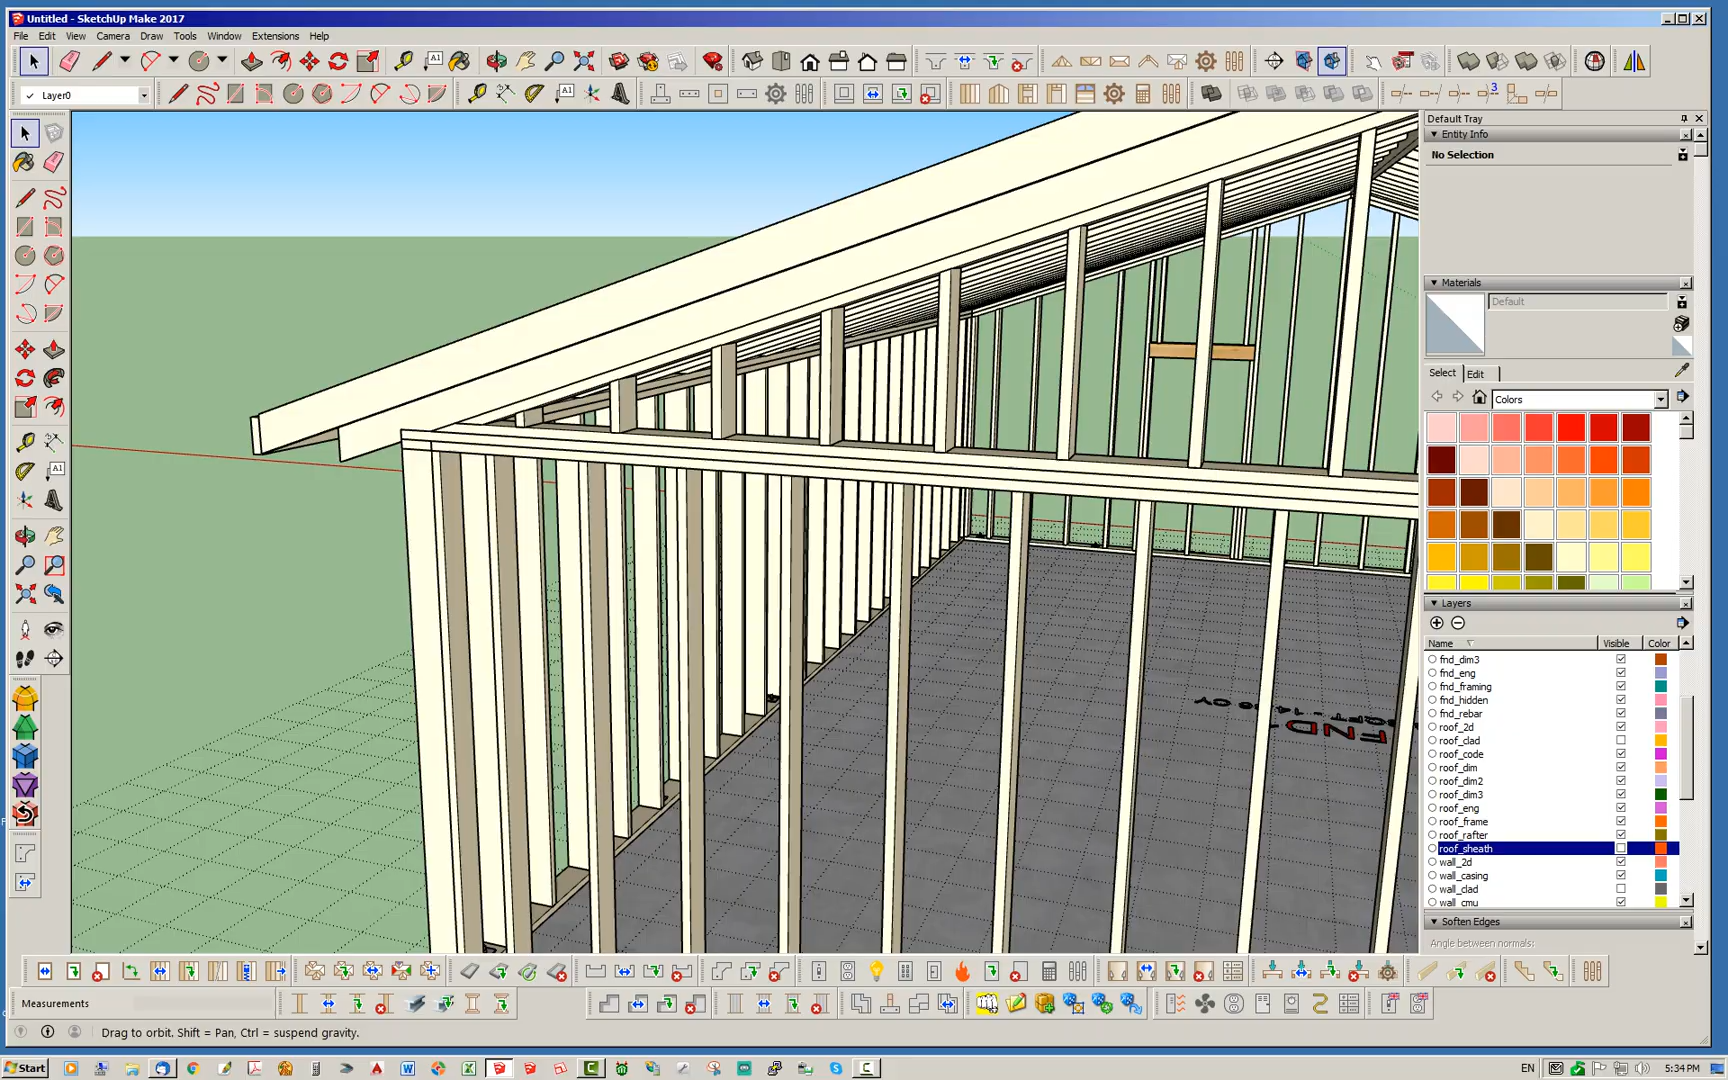 Untitled - SketchUp Make 2017
File Edit View Camera Draw Tools Window Extensions Help
Layer0
Default Tray
Entity Info
No Selection
Materials
Default
Select Edit
Colors
Layers
Name Visible Color
fnd_dim3
fnd_eng
fnd_framing
fnd_hidden
fnd_rebar
roof_2d
roof_clad
roof_code
roof_dim
roof_dim2
roof_dim3
roof_eng
roof_frame
roof_rafter
roof_sheath
wall_2d
wall_casing
wall_clad
wall_cmu
Soften Edges
Angle between normals:
FND
Measurements
Drag to orbit. Shift = Pan, Ctrl = suspend gravity.
Start
EN
5:34 PM